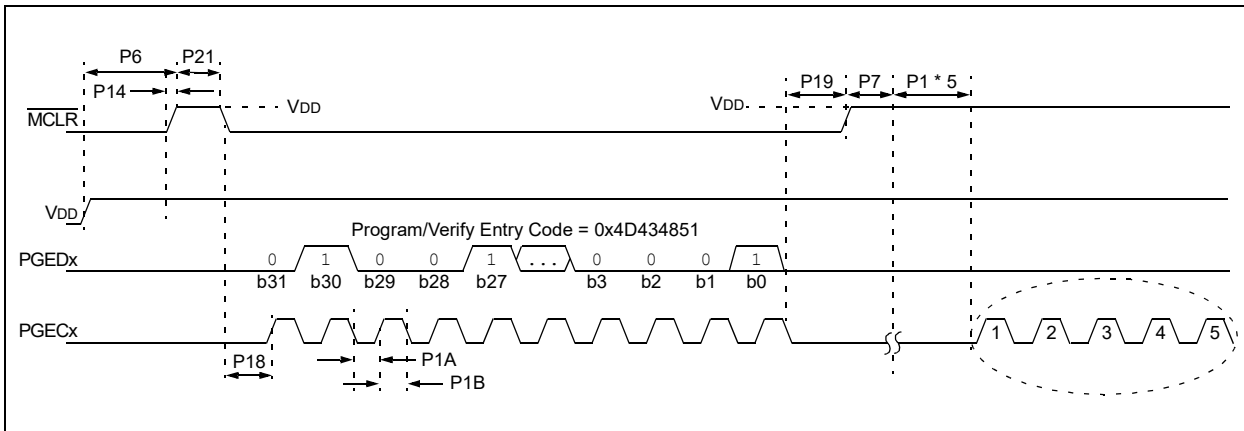 P6 P21
P19 P7 P1 * 5
P14
VDD
VDD
MCLR
VDD
Program/Verify Entry Code = 0x4D434851
PGEDx
0 1 0 0 1 ... 0 0 0 1
b31 b30 b29 b28 b27 b3 b2 b1 b0
PGECx
1 2 3 4 5
P18
P1A
P1B